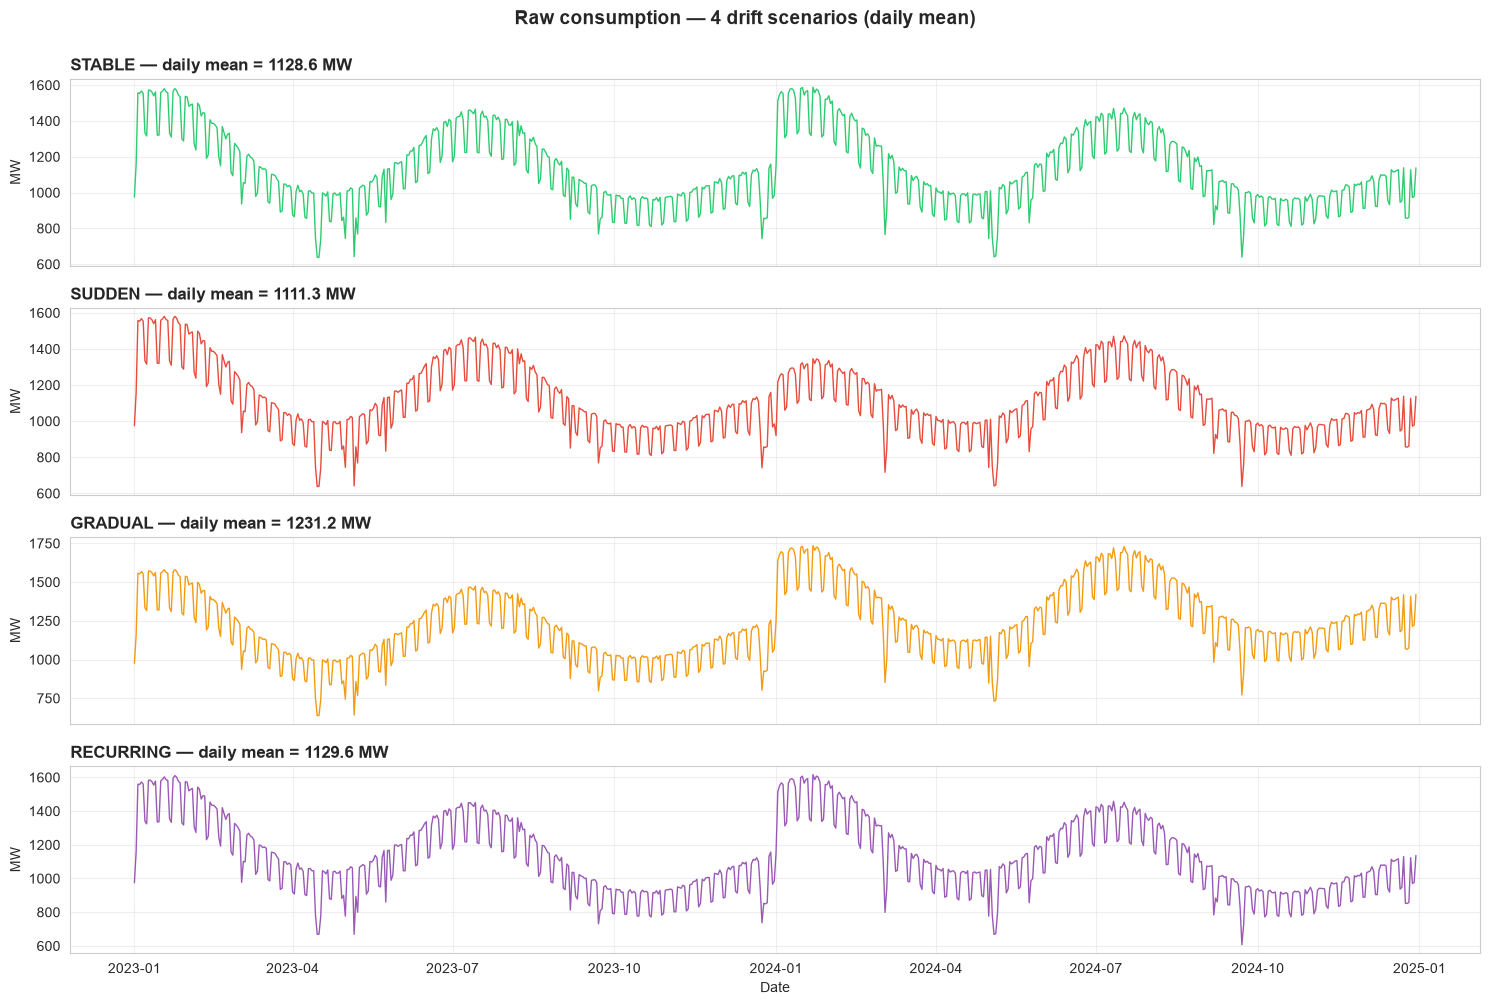 Raw consumption — 4 drift scenarios (daily mean)
STABLE — daily mean = 1128.6 MW
1600
1400
1200
1000
800
600
MW
SUDDEN — daily mean = 1111.3 MW
1600
1400
1200
1000
800
600
MW
GRADUAL — daily mean = 1231.2 MW
1750
1500
1250
1000
750
MW
RECURRING — daily mean = 1129.6 MW
1600
1400
1200
1000
800
600
MW
2023-01 2023-04 2023-07 2023-10 2024-01 2024-04 2024-07 2024-10 2025-01
Date